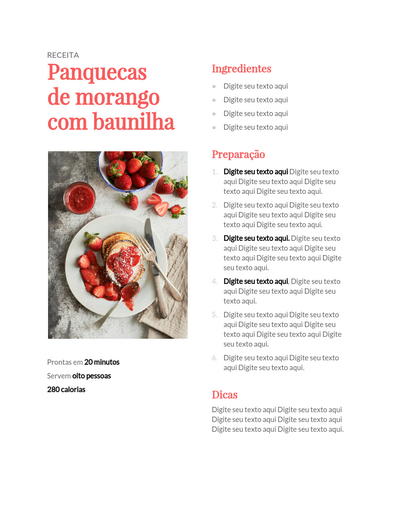 RECEITA
Panquecas
de morango
com baunilha
Prontas em 20 minutos
Servem oito pessoas
280 calorias
Ingredientes
» Digite seu texto aqui
» Digite seu texto aqui
» Digite seu texto aqui
» Digite seu texto aqui
Preparação
1. Digite seu texto aqui Digite seu texto
aqui Digite seu texto aqui Digite seu
texto aqui Digite seu texto aqui.
2. Digite seu texto aqui Digite seu texto
aqui Digite seu texto aqui Digite seu
texto aqui Digite seu texto aqui.
3. Digite seu texto aqui. Digite seu texto
aqui Digite seu texto aqui Digite seu
texto aqui Digite seu texto aqui Digite
seu texto aqui.
4. Digite seu texto aqui. Digite seu texto
aqui Digite seu texto aqui Digite seu
texto aqui.
5. Digite seu texto aqui Digite seu texto
aqui Digite seu texto aqui Digite seu
texto aqui Digite seu texto aqui Digite
seu texto aqui.
6. Digite seu texto aqui Digite seu texto
aqui Digite seu texto aqui.
Dicas
Digite seu texto aqui Digite seu texto aqui
Digite seu texto aqui Digite seu texto aqui
Digite seu texto aqui Digite seu texto aqui.